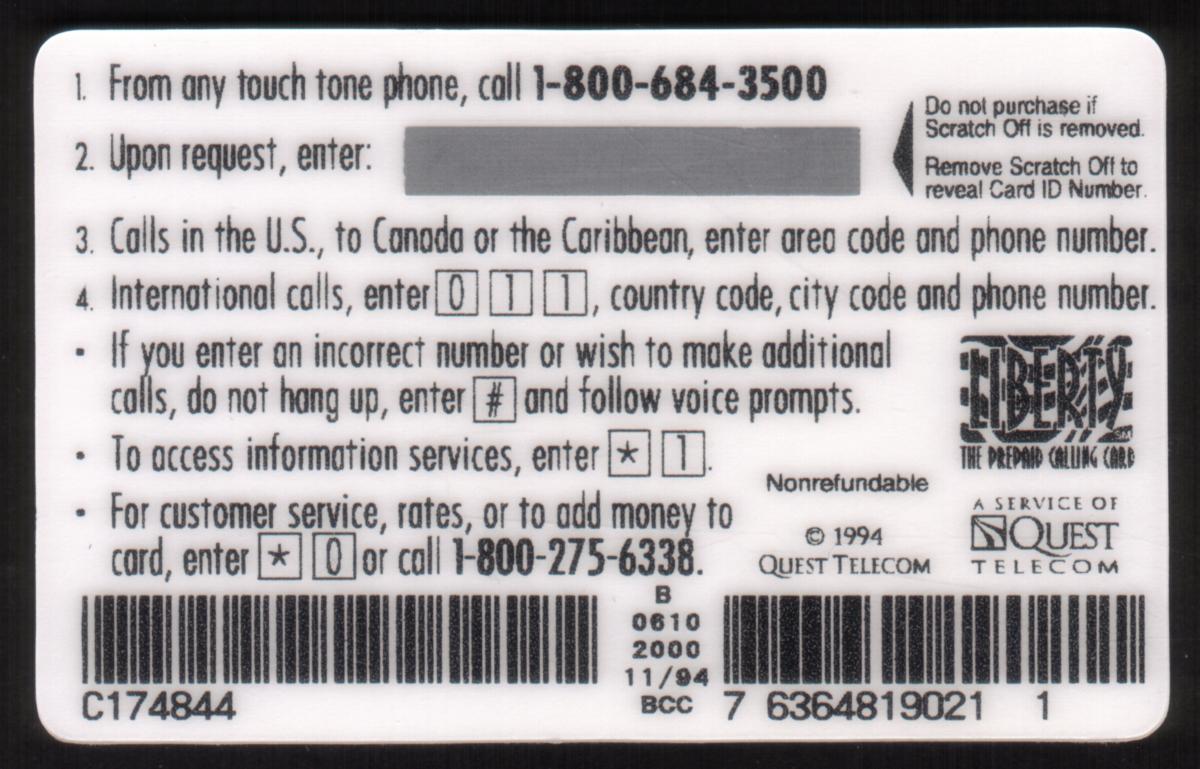 1. From any touch tone phone, call 1-800-684-3500
2. Upon request, enter:
Do not purchase if
Scratch Off is removed.
Remove Scratch Off to
reveal Card ID Number.
3. Calls in the U.S., to Canada or the Caribbean, enter area code and phone number.
4. International calls, enter 0 1 1, country code, city code and phone number.
• If you enter an incorrect number or wish to make additional
calls, do not hang up, enter # and follow voice prompts.
• To access information services, enter * 1.
• For customer service, rates, or to add money to
card, enter * 0 or call 1-800-275-6338.
LIBERTY SM
THE PREPAID CALLING CARD
Nonrefundable
© 1994
QUEST TELECOM
A SERVICE OF
QUEST
TELECOM
C174844
B
0610
2000
11/94
BCC
7 6364819021 1